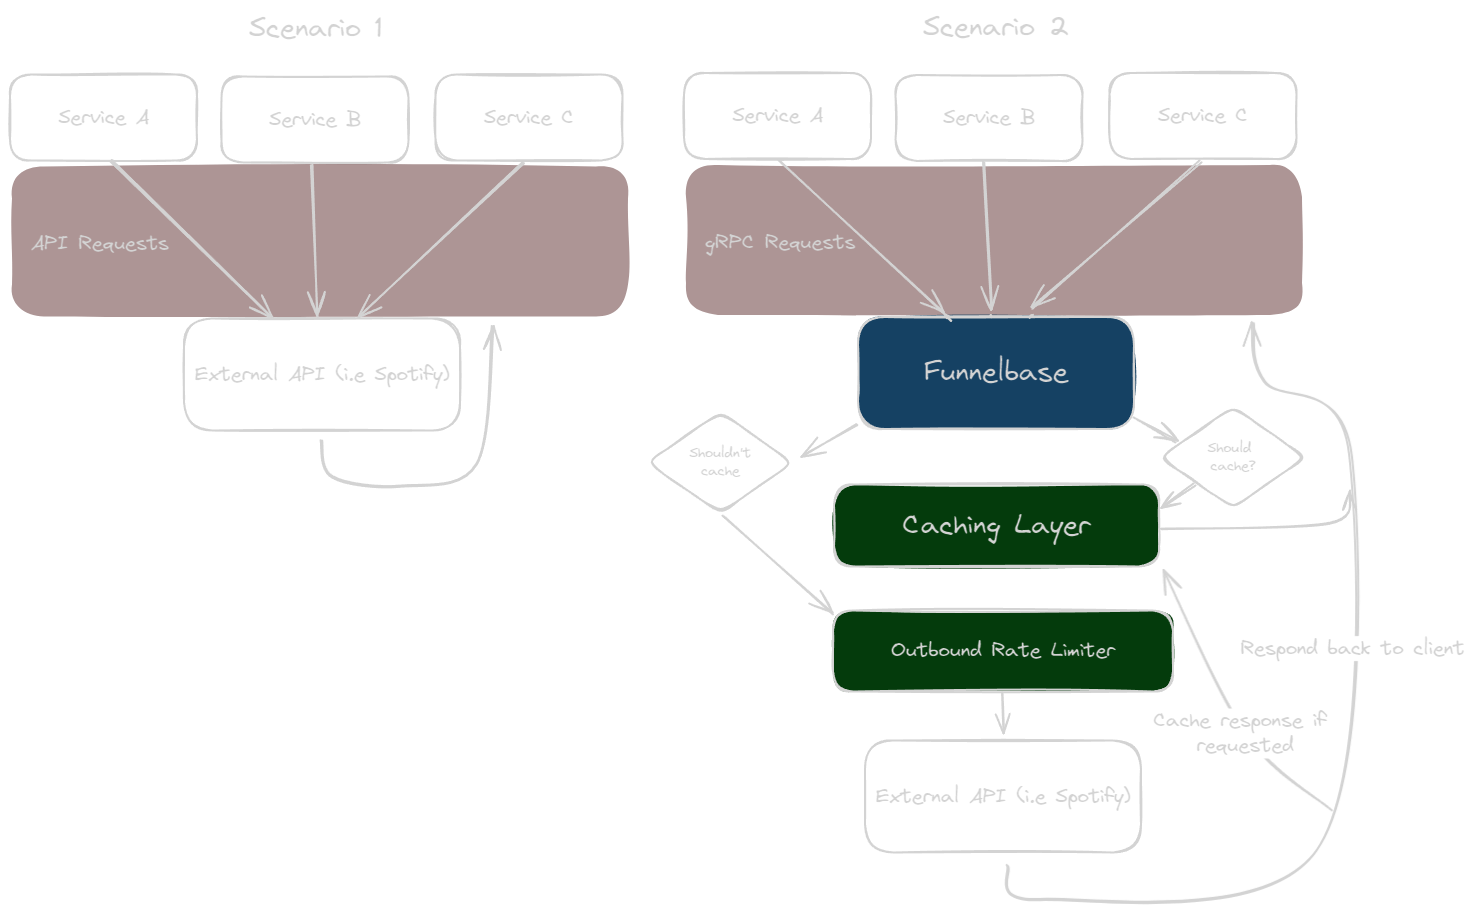 Scenario 1
Service A
Service B
Service C
API Requests
External API (i.e Spotify)
Scenario 2
Service A
Service B
Service C
gRPC Requests
Funnelbase
Shouldn't
cache
Should
cache?
Caching Layer
Outbound Rate Limiter
Respond back to client
Cache response if
requested
External API (i.e Spotify)